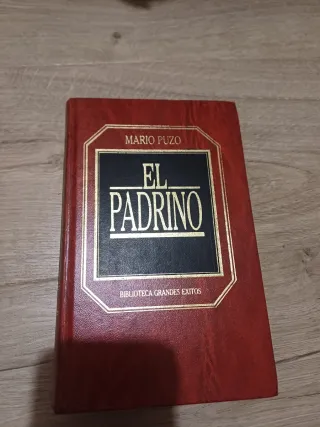 MARIO PUZO
EL
PADRINO
BIBLIOTECA GRANDES EXITOS